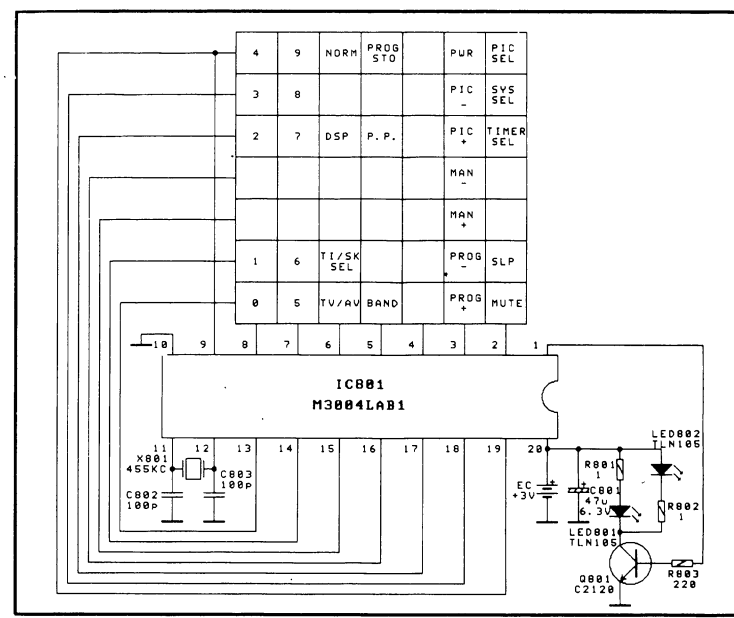 4 9 NORM PROG STO PWR PIC SEL
3 8 PIC - SYS SEL
2 7 DSP P.P. PIC + TIMER SEL
MAN -
MAN +
1 6 TI/SK SEL PROG - SLP
0 5 TV/AV BAND PROG + MUTE
10 9 8 7 6 5 4 3 2 1
IC801
M3004LAB1
11 12 13 14 15 16 17 18 19 20
X801
455KC
C803
100p
C802
100p
EC
+3V
C801
47u
6.3V
R801
1
LED802
TLN105
R802
1
LED801
TLN105
Q801
C2120
R803
220